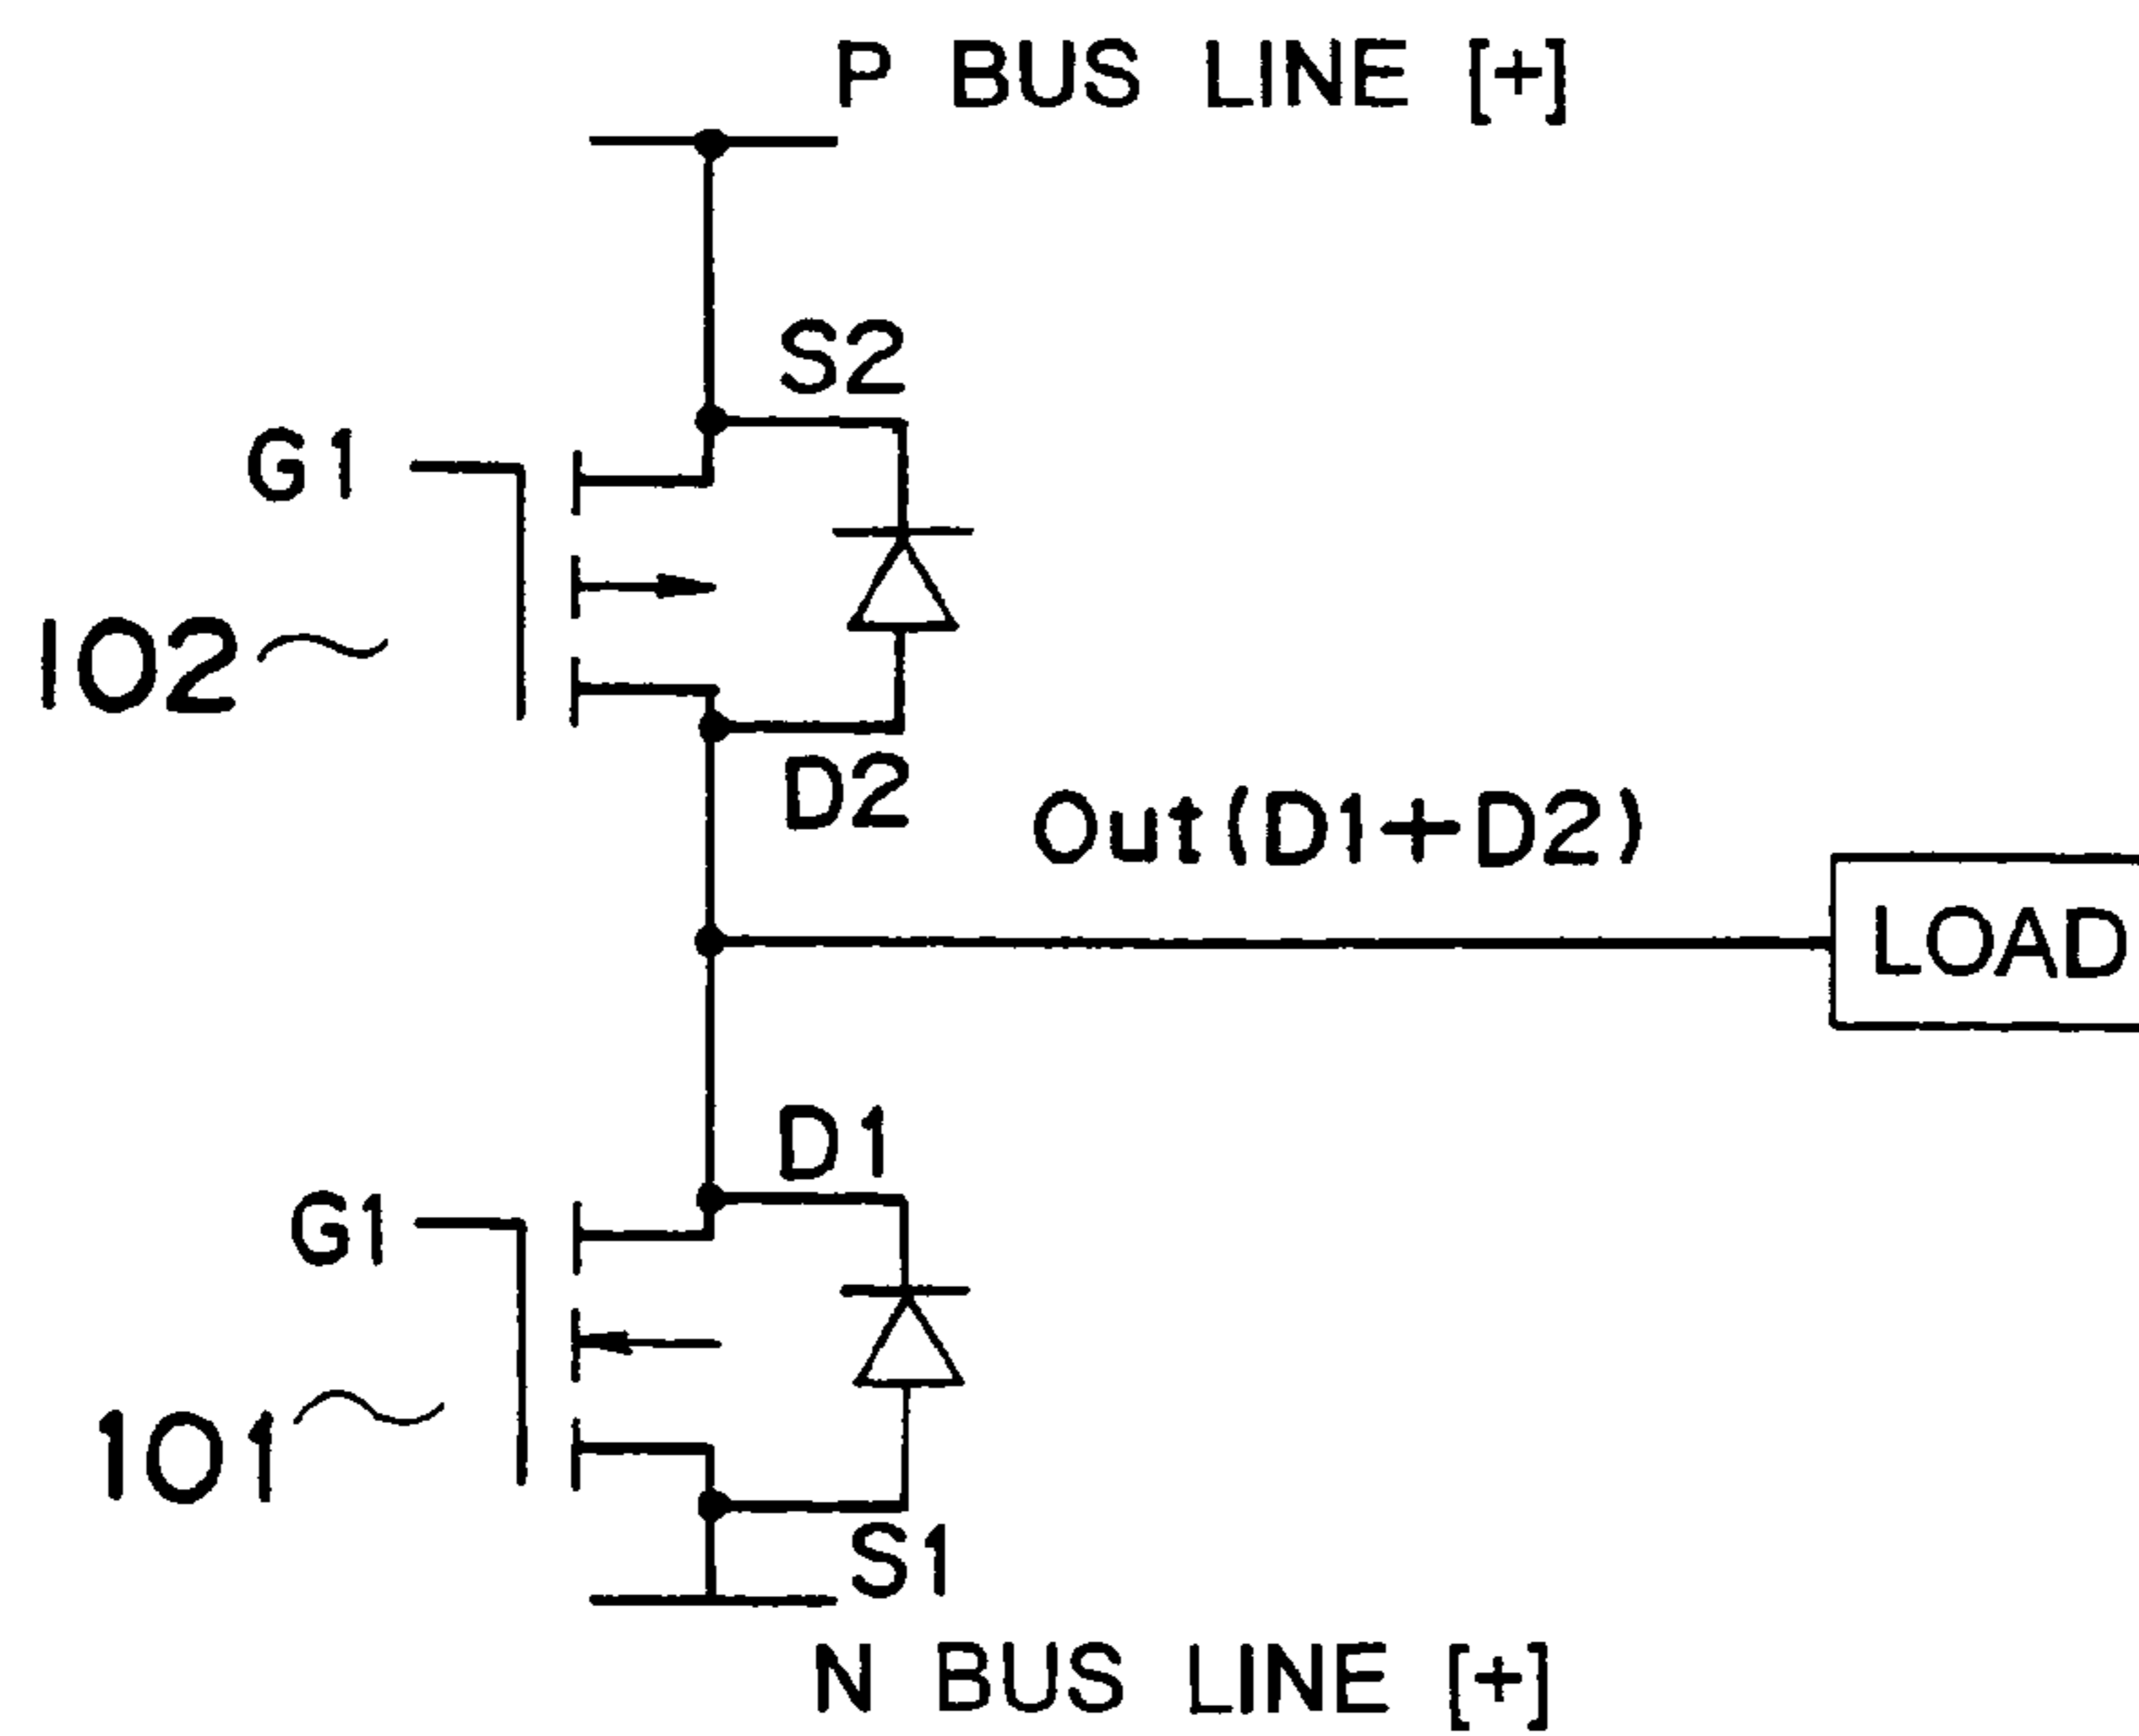 P BUS LINE [+]
S2
G1
102
D2
Out(D1+D2)
LOAD
D1
G1
101
S1
N BUS LINE [+]